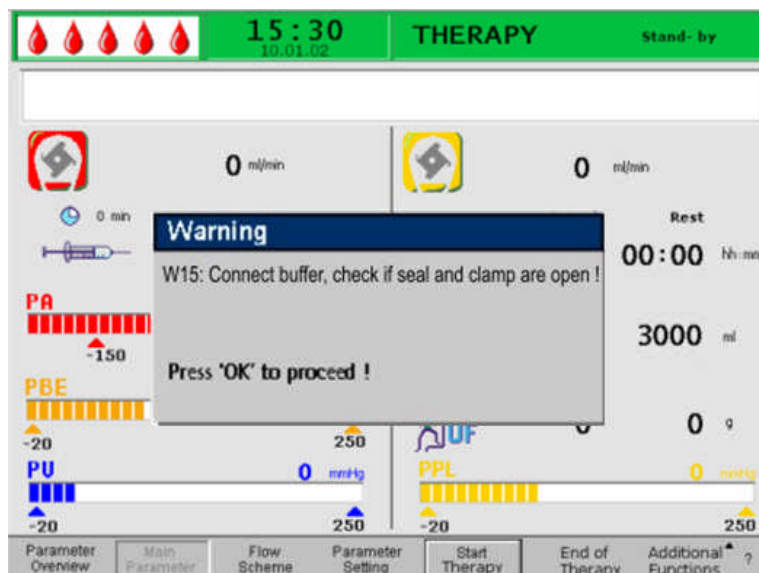 15:30
10.01.02
THERAPY
Stand- by
0 ml/min
0 ml/min
0 min
Rest
00:00 hh:mm
Warning
W15: Connect buffer, check if seal and clamp are open !
Press 'OK' to proceed !
PA
-150
3000 ml
PBE
-20
250
UF
0 g
PV
0 mmHg
-20
250
PPL
0 mmHg
-20
250
Parameter Overview
Main Parameter
Flow Scheme
Parameter Setting
Start Therapy
End of Therapy
Additional Functions
?